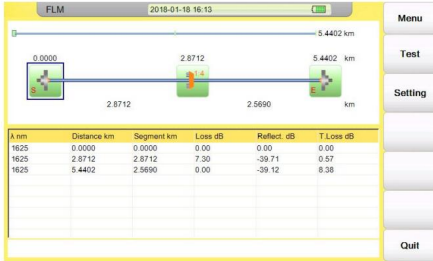 FLM 2018-01-18 16:13
Menu
5.4402 km
0.0000 2.8712 5.4402 km
Test
1:4
S E
2.8712 2.5690 km
Setting
λ nm Distance km Segment km Loss dB Reflect. dB T.Loss dB
1625 0.0000 0.0000 0.00 0.00 0.00
1625 2.8712 2.8712 7.30 -39.71 0.57
1625 5.4402 2.5690 0.00 -39.12 8.38
Quit